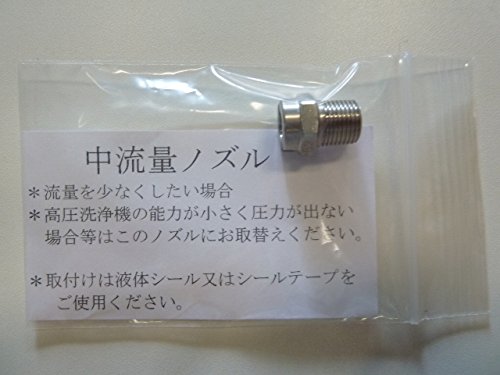 中流量ノズル
＊流量を少なくしたい場合
＊高圧洗浄機の能力が小さく圧力が出ない
場合等はこのノズルにお取替えください。
＊取付けは液体シール又はシールテープを
ご使用ください。